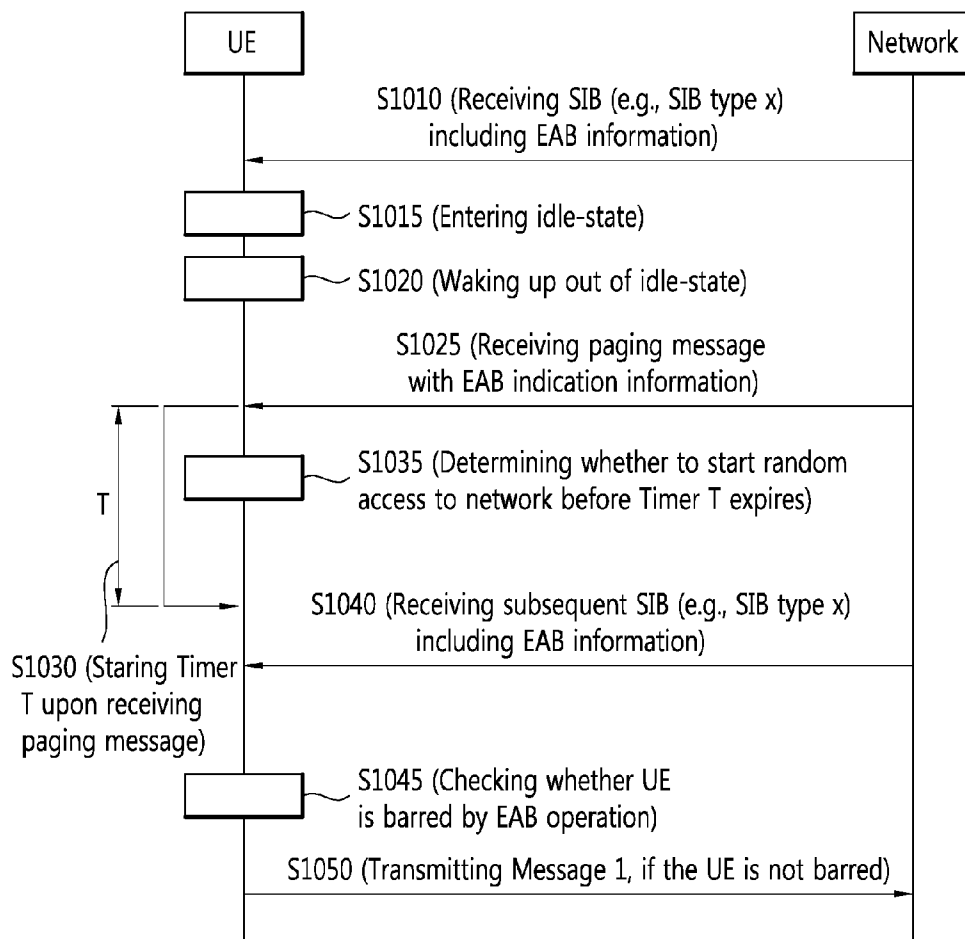 UE
Network
S1010 (Receiving SIB (e.g., SIB type x)
including EAB information)
S1015 (Entering idle-state)
S1020 (Waking up out of idle-state)
S1025 (Receiving paging message
with EAB indication information)
S1035 (Determining whether to start random
access to network before Timer T expires)
T
S1040 (Receiving subsequent SIB (e.g., SIB type x)
including EAB information)
S1030 (Staring Timer
T upon receiving
paging message)
S1045 (Checking whether UE
is barred by EAB operation)
S1050 (Transmitting Message 1, if the UE is not barred)